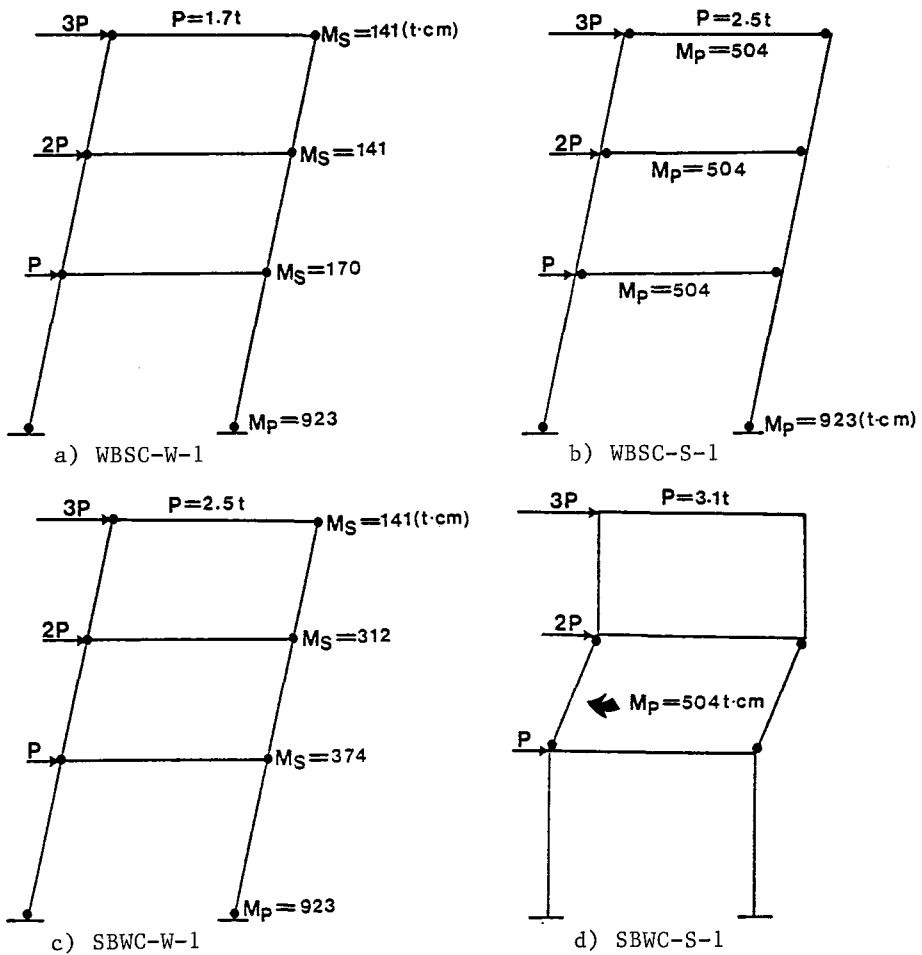 3P P=1.7t
MS=141(t·cm)
2P
MS=141
P
MS=170
MP=923
a) WBSC-W-1
3P P=2.5t
MP=504
2P
MP=504
P
MP=504
MP=923(t·cm)
b) WBSC-S-1
3P P=2.5t
MS=141(t·cm)
2P
MS=312
P
MS=374
MP=923
c) SBWC-W-1
3P P=3.1t
2P
MP=504t·cm
P
d) SBWC-S-1